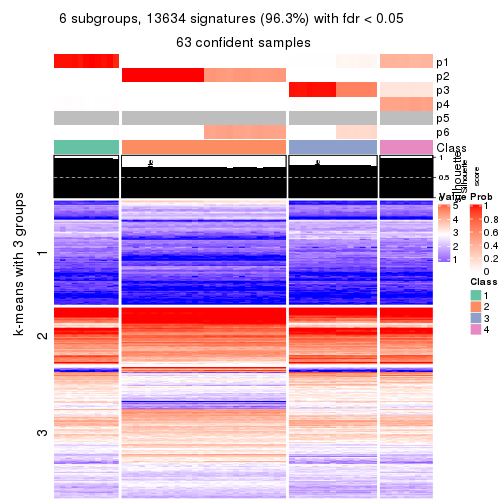 6 subgroups, 13634 signatures (96.3%) with fdr < 0.05
63 confident samples
p1
p2
p3
p4
p5
p6
Class
1
0.5
0
silhouette
score
k-means with 3 groups
1
2
3
Value
5
4
3
2
1
Prob
1
0.8
0.6
0.4
0.2
0
Class
1
2
3
4